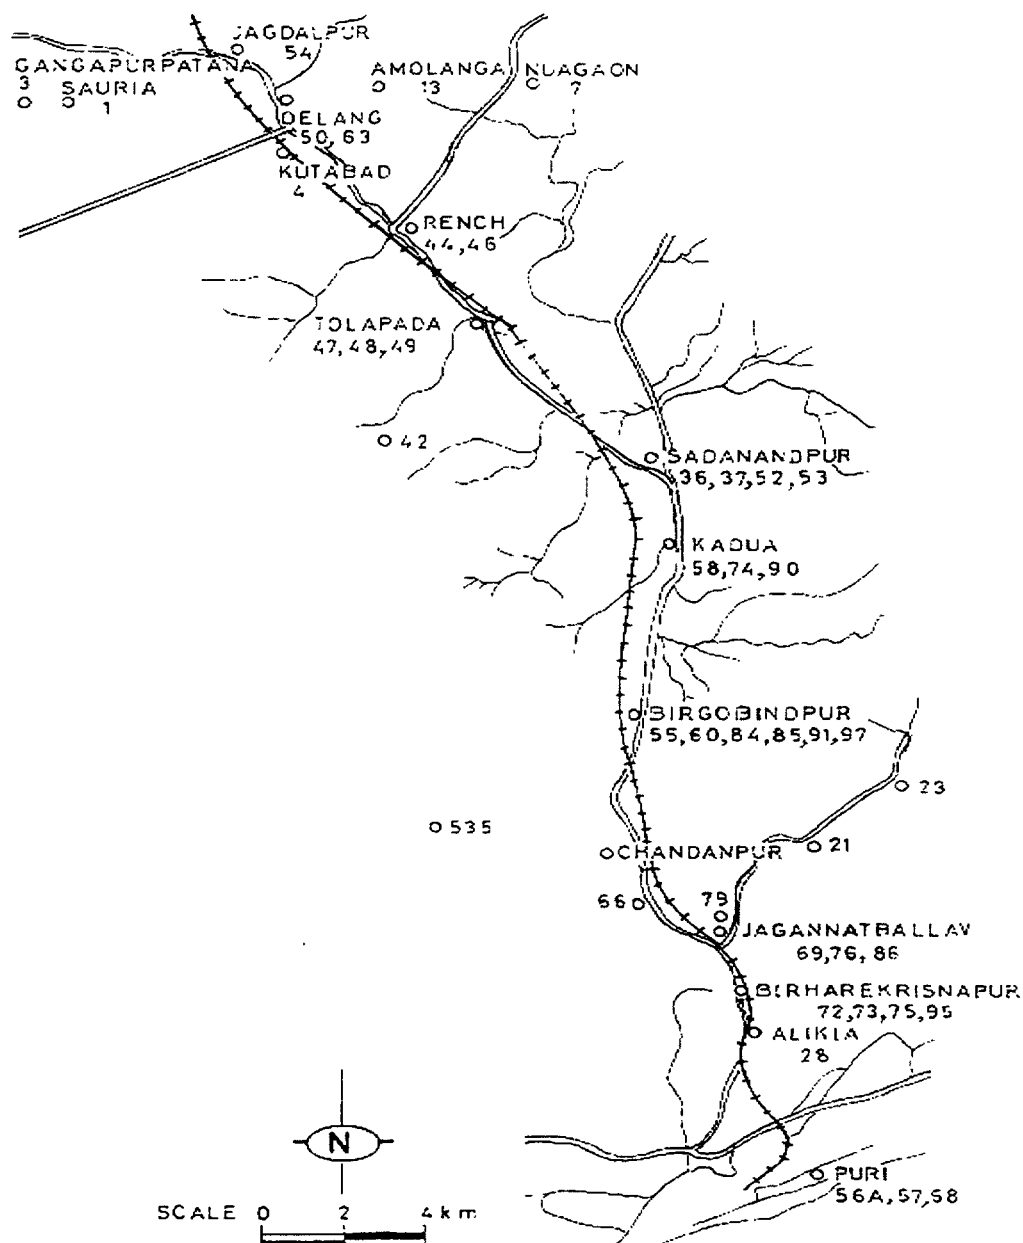 JAGDALPUR
54
GANGAPURPATANA
3
SAURIA
1
AMOLANGA
13
NUAGAON
7
DELANG
50,63
KUTABAD
4
RENCH
44,46
TOLAPADA
47,48,49
42
SADANANDPUR
36,37,52,53
KADUA
58,74,90
BIRGOBINDPUR
55,60,84,85,91,97
23
535
21
CHANDANPUR
66
79
JAGANNATBALLAV
69,76,86
BIRHAREKRISNAPUR
72,73,75,95
ALIKIA
28
N
PURI
56A,57,58
SCALE 0 2 4 km